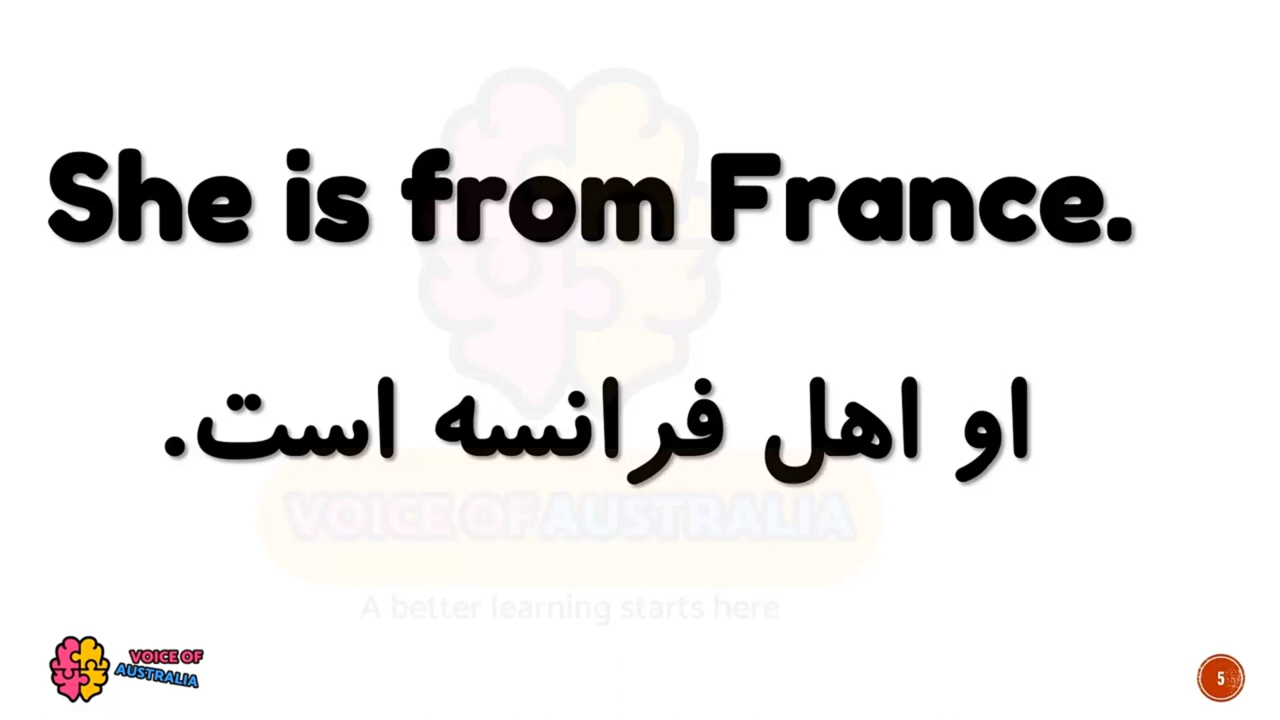 She is from France.
او اهل فرانسه است.
VOICE OF AUSTRALIA
A better learning starts here
VOICE OF
AUSTRALIA
5